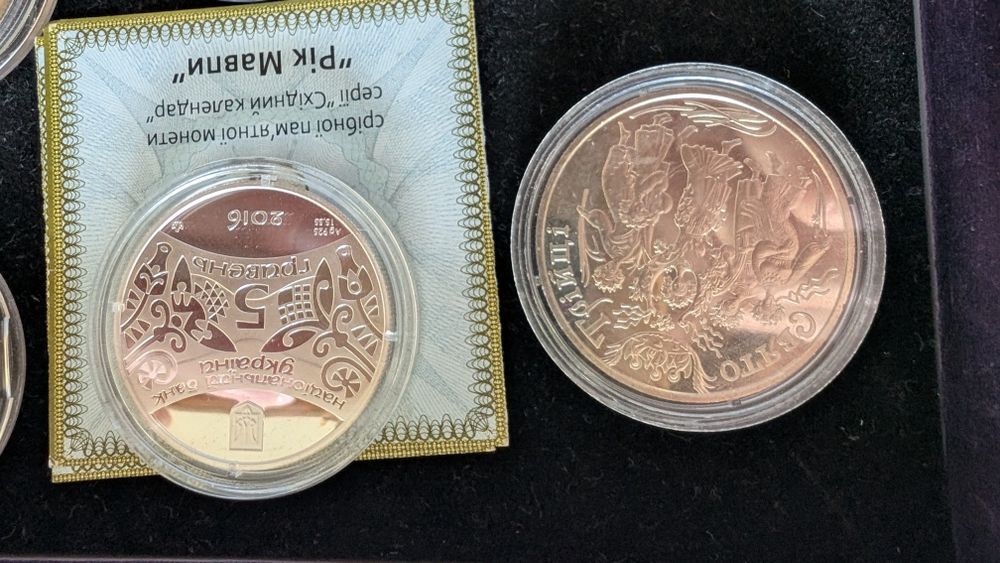 срібної пам'ятної монети
серії "Східний календар"
"Рік Мавпи"
національний банк
україни
5
гривень
Ag 925
15.55
2016
Свято
Трійці